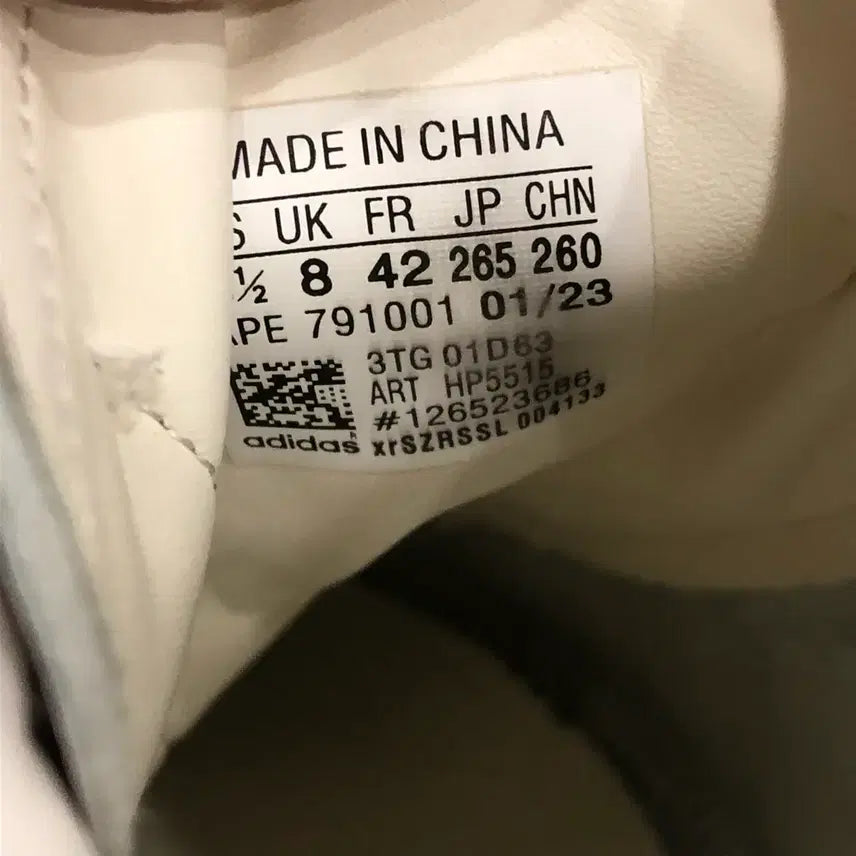 MADE IN CHINA
S UK FR JP CHN
½ 8 42 265 260
APE 791001 01/23
3TG 01D63
ART HP5515
#126523686
adidas xrSZRSSL 004133